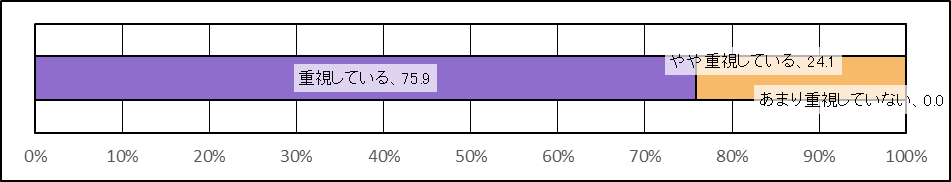 やや重視している、24.1
重視している、75.9
あまり重視していない、0.0
0% 10% 20% 30% 40% 50% 60% 70% 80% 90% 100%